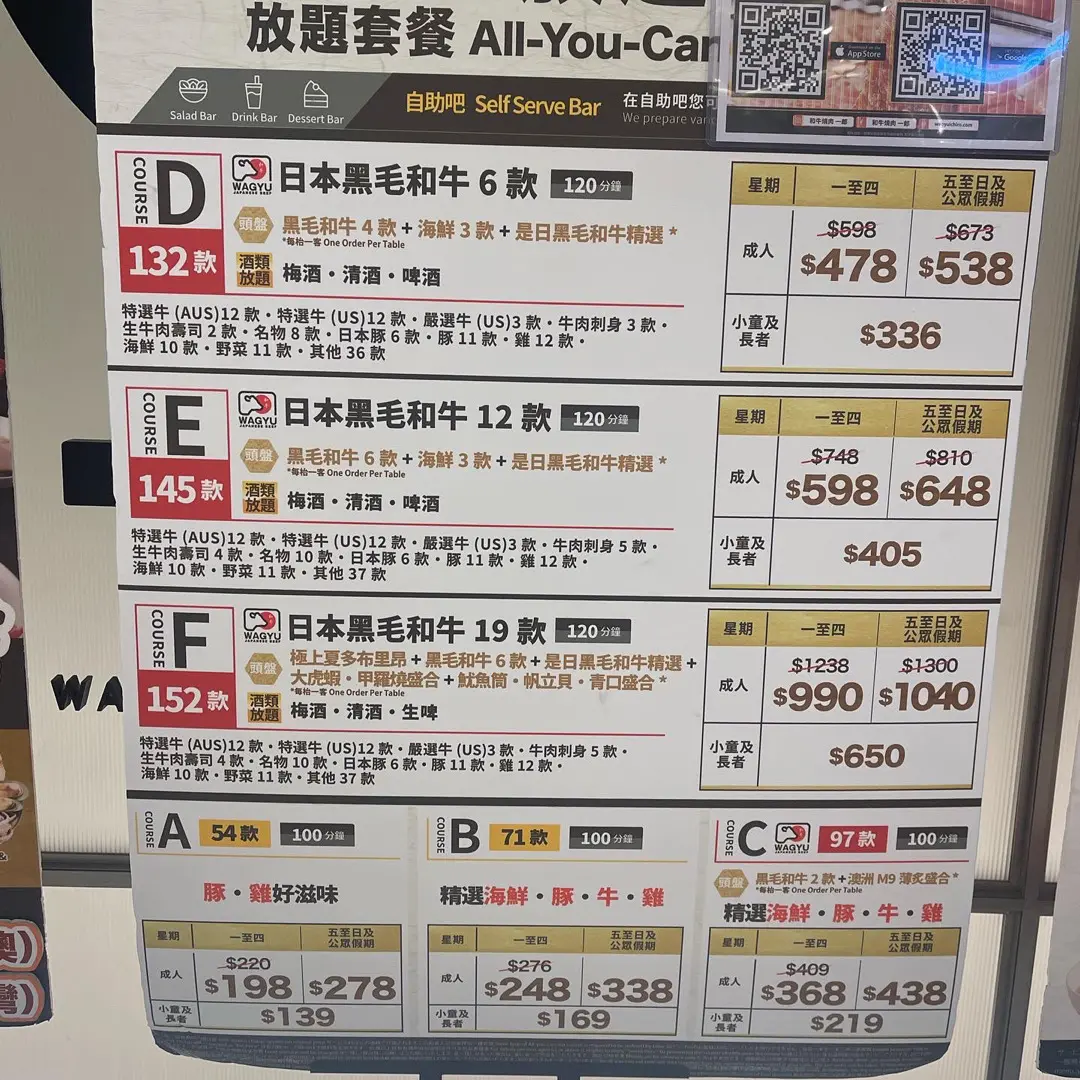 放題套餐 All-You-Can
App Store
Google
Salad Bar
Drink Bar
Dessert Bar
自助吧 Self Serve Bar
在自助吧您可
We prepare var
和牛燒肉一郎
和牛燒肉一郎
COURSE D
132款
WAGYU
JAPANESE BEEF
日本黑毛和牛 6 款
120分鐘
頭盤
黑毛和牛 4 款 + 海鮮 3 款 + 是日黑毛和牛精選 *
*每枱一客 One Order Per Table
酒類放題
梅酒・清酒・啤酒
特選牛 (AUS)12 款・特選牛 (US)12 款・嚴選牛 (US)3 款・牛肉刺身 3 款・
生牛肉壽司 2 款・名物 8 款・日本豚 6 款・豚 11 款・雞 12 款・
海鮮 10 款・野菜 11 款・其他 36 款
星期 一至四 五至日及公眾假期
成人 $598 $478 $673 $538
小童及長者 $336
COURSE E
145款
WAGYU
JAPANESE BEEF
日本黑毛和牛 12 款
120分鐘
頭盤
黑毛和牛 6 款 + 海鮮 3 款 + 是日黑毛和牛精選 *
*每枱一客 One Order Per Table
酒類放題
梅酒・清酒・啤酒
特選牛 (AUS)12 款・特選牛 (US)12 款・嚴選牛 (US)3 款・牛肉刺身 5 款・
生牛肉壽司 4 款・名物 10 款・日本豚 6 款・豚 11 款・雞 12 款・
海鮮 10 款・野菜 11 款・其他 37 款
星期 一至四 五至日及公眾假期
成人 $748 $598 $810 $648
小童及長者 $405
COURSE F
152款
WAGYU
JAPANESE BEEF
日本黑毛和牛 19 款
120分鐘
頭盤
極上夏多布里昂 + 黑毛和牛 6 款 + 是日黑毛和牛精選 +
大虎蝦・甲羅燒盛合 + 魷魚筒・帆立貝・青口盛合 *
*每枱一客 One Order Per Table
酒類放題
梅酒・清酒・生啤
特選牛 (AUS)12 款・特選牛 (US)12 款・嚴選牛 (US)3 款・牛肉刺身 5 款・
生牛肉壽司 4 款・名物 10 款・日本豚 6 款・豚 11 款・雞 12 款・
海鮮 10 款・野菜 11 款・其他 37 款
星期 一至四 五至日及公眾假期
成人 $1238 $990 $1300 $1040
小童及長者 $650
WA
COURSE A
54款
100分鐘
豚・雞好滋味
星期 一至四 五至日及公眾假期
成人 $220 $198 $278
小童及長者 $139
COURSE B
71款
100分鐘
精選海鮮・豚・牛・雞
星期 一至四 五至日及公眾假期
成人 $276 $248 $338
小童及長者 $169
COURSE C
WAGYU
JAPANESE BEEF
97款
100分鐘
頭盤
黑毛和牛 2 款 + 澳洲 M9 薄炙盛合 *
*每枱一客 One Order Per Table
精選海鮮・豚・牛・雞
星期 一至四 五至日及公眾假期
成人 $409 $368 $438
小童及長者 $219